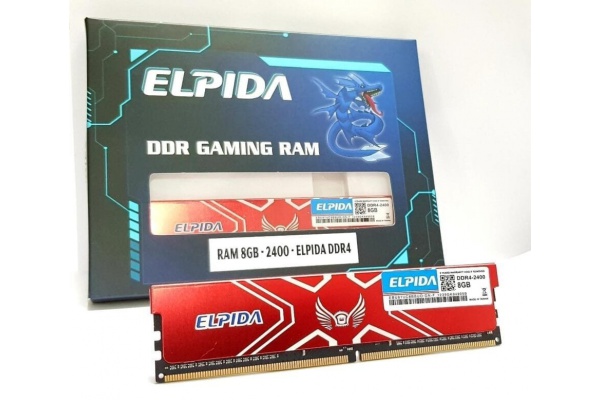 ELPIDA
DDR GAMING RAM
ELPIDA
ELPIDA
DDR4-2400
8GB
RAM 8GB - 2400 - ELPIDA DDR4
ELPIDA
ELPIDA
DDR4-2400
8GB